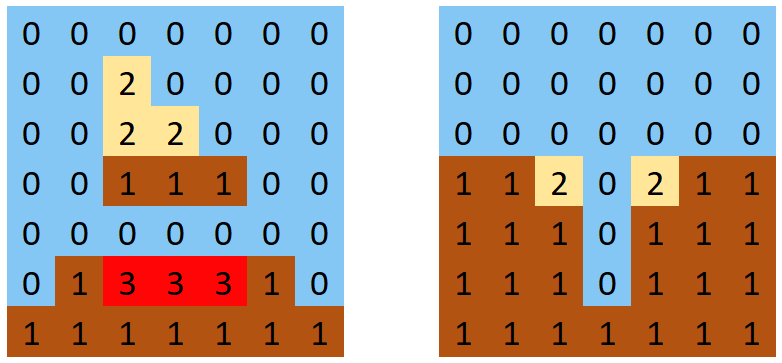 0 0 0 0 0 0 0 0 0 0 0 0 0 0
0 0 2 0 0 0 0 0 0 0 0 0 0 0
0 0 2 2 0 0 0 0 0 0 0 0 0 0
0 0 1 1 1 0 0 1 1 2 0 2 1 1
0 0 0 0 0 0 0 1 1 1 0 1 1 1
0 1 3 3 3 1 0 1 1 1 0 1 1 1
1 1 1 1 1 1 1 1 1 1 1 1 1 1